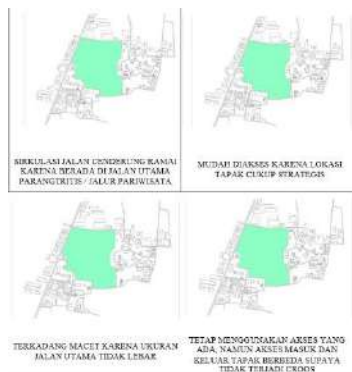 SIRKULASI JALAN CENDERUNG RAMAI
KARENA BERADA DI JALAN UTAMA
PARANGTRITIS / JALUR PARIWISATA
MUDAH DIAKSES KARENA LOKASI
TAPAK CUKUP STRATEGIS
TERKADANG MACET KARENA UKURAN
JALAN UTAMA TIDAK LEBAR
TETAP MENGGUNAKAN AKSES YANG
ADA, NAMUN AKSES MASUK DAN
KELUAR TAPAK BERBEDA SUPAYA
TIDAK TERJADI CROOS